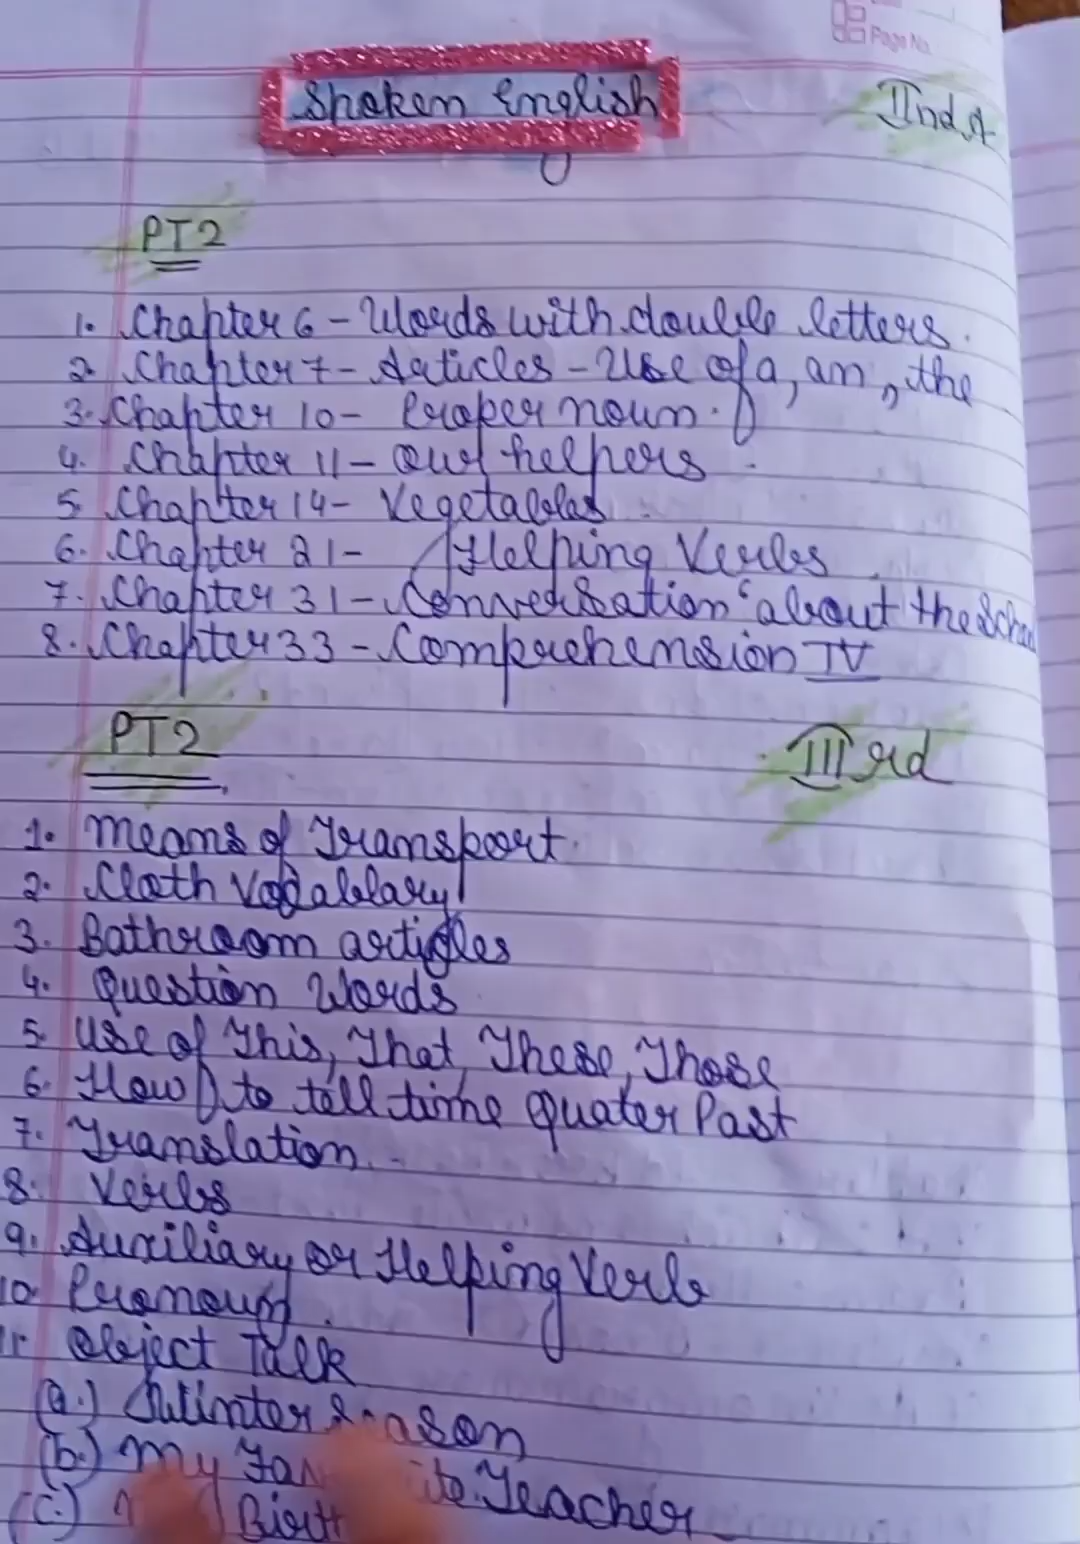 Page No.
Spoken English
IInd A
PT2
1. Chapter 6 - Words with double letters.
2. Chapter 7 - Articles - Use of a, an, the
3. Chapter 10 - Proper noun.
4. Chapter 11 - Our helpers
5. Chapter 14 - Vegetables
6. Chapter 21 - Helping Verbs
7. Chapter 31 - Conversation about the
8. Chapter 33 - Comprehension IV
PT2
IIIrd
1. Means of Transport.
2. Cloth Vocablary
3. Bathroom articles
4. Question Words
5. Use of This, That, These, Those
6. How to tell time Quater Past
7. Translation.
8. Verbs
9. Auxiliary or Helping Verb
10. Pronoun.
11. Object Talk
(a.) Winter Season
(b.) My Teacher
(c.)